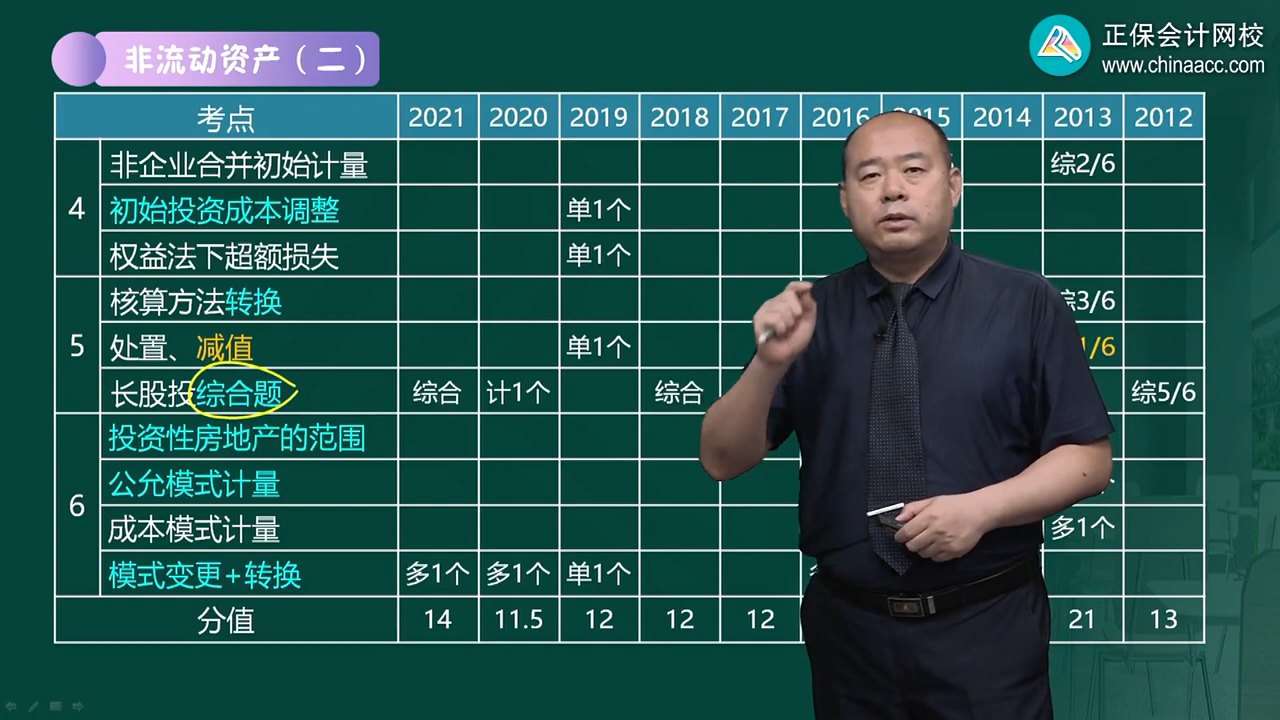 非流动资产（二）
正保会计网校
www.chinaacc.com
考点 2021 2020 2019 2018 2017 2016 2015 2014 2013 2012
4
非企业合并初始计量 综2/6
初始投资成本调整 单1个
权益法下超额损失 单1个
5
核算方法转换 综3/6
处置、减值 单1个 1/6
长股投综合题 综合 计1个 综合 综5/6
6
投资性房地产的范围
公允模式计量
成本模式计量 多1个
模式变更+转换 多1个 多1个 单1个
分值 14 11.5 12 12 12 21 13